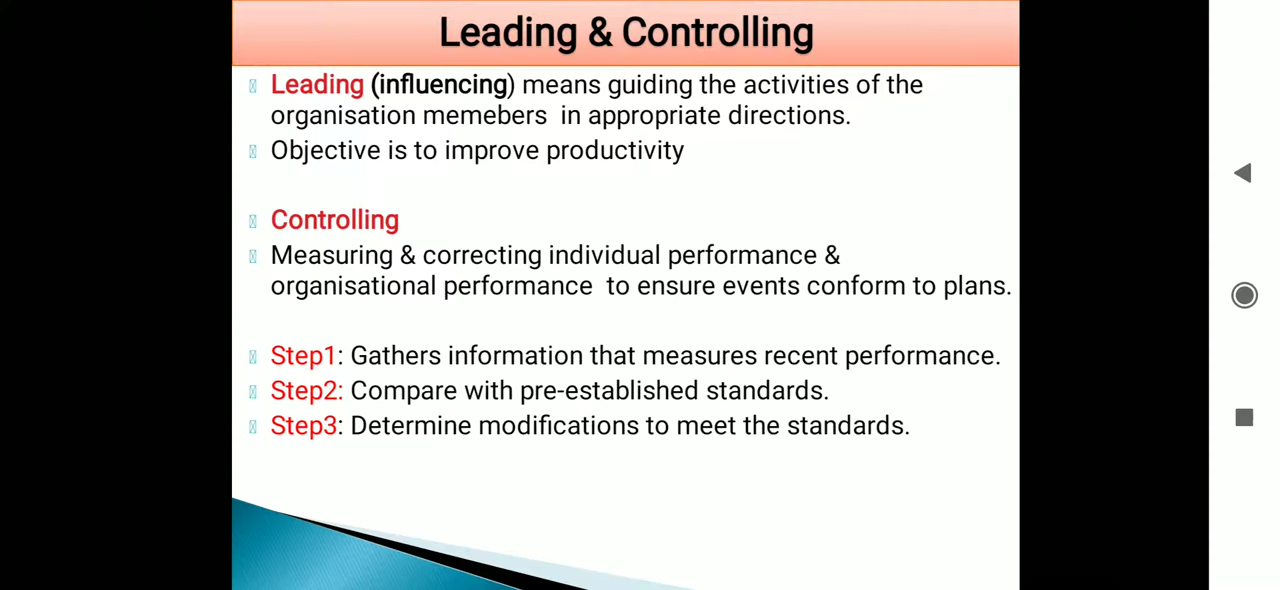 Leading & Controlling
Leading (influencing) means guiding the activities of the
organisation memebers in appropriate directions.
Objective is to improve productivity
Controlling
Measuring & correcting individual performance &
organisational performance to ensure events conform to plans.
Step1: Gathers information that measures recent performance.
Step2: Compare with pre-established standards.
Step3: Determine modifications to meet the standards.